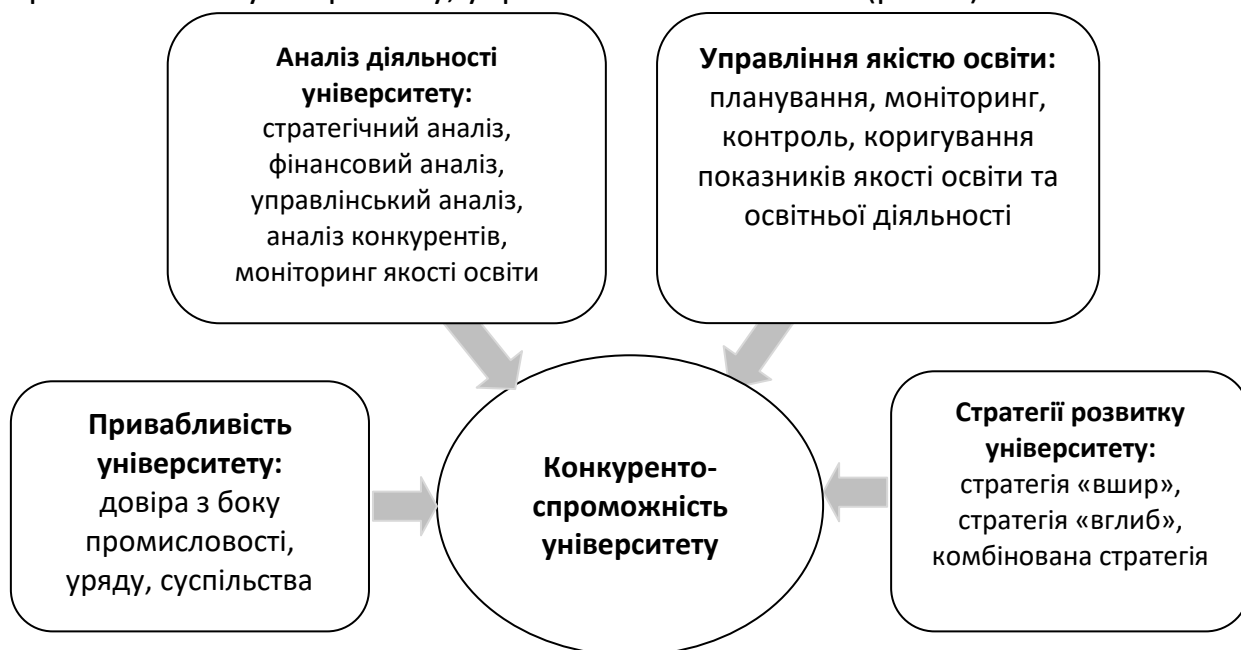 Аналіз діяльності
університету:
стратегічний аналіз,
фінансовий аналіз,
управлінський аналіз,
аналіз конкурентів,
моніторинг якості освіти
Управління якістю освіти:
планування, моніторинг,
контроль, коригування
показників якості освіти та
освітньої діяльності
Привабливість
університету:
довіра з боку
промисловості,
уряду, суспільства
Конкуренто-
спроможність
університету
Стратегії розвитку
університету:
стратегія «вшир»,
стратегія «вглиб»,
комбінована стратегія